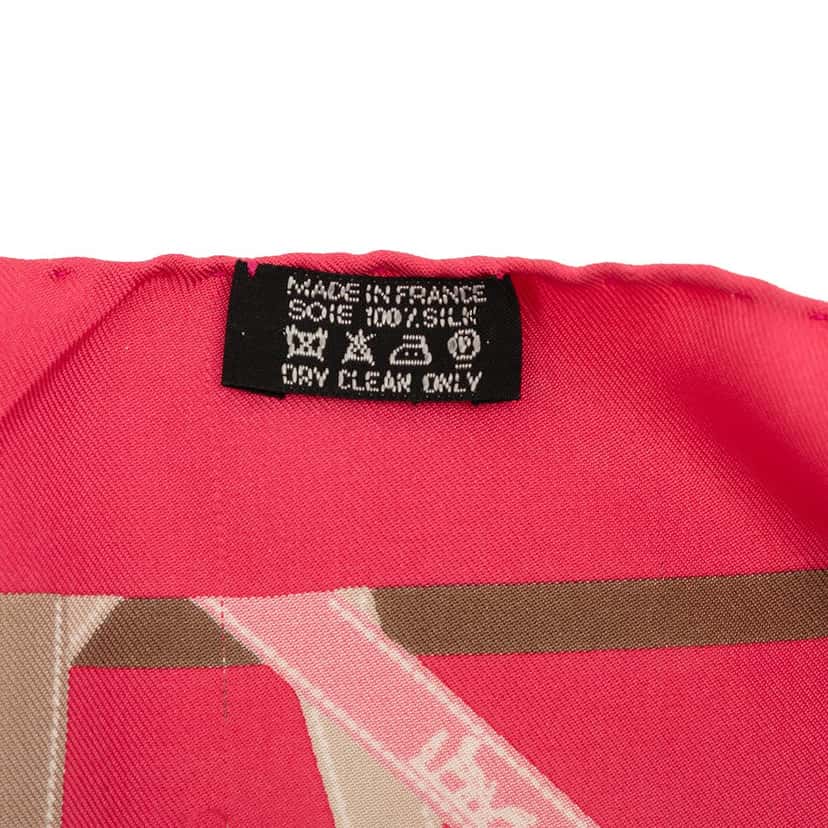 MADE IN FRANCE
SOIE 100% SILK
DRY CLEAN ONLY